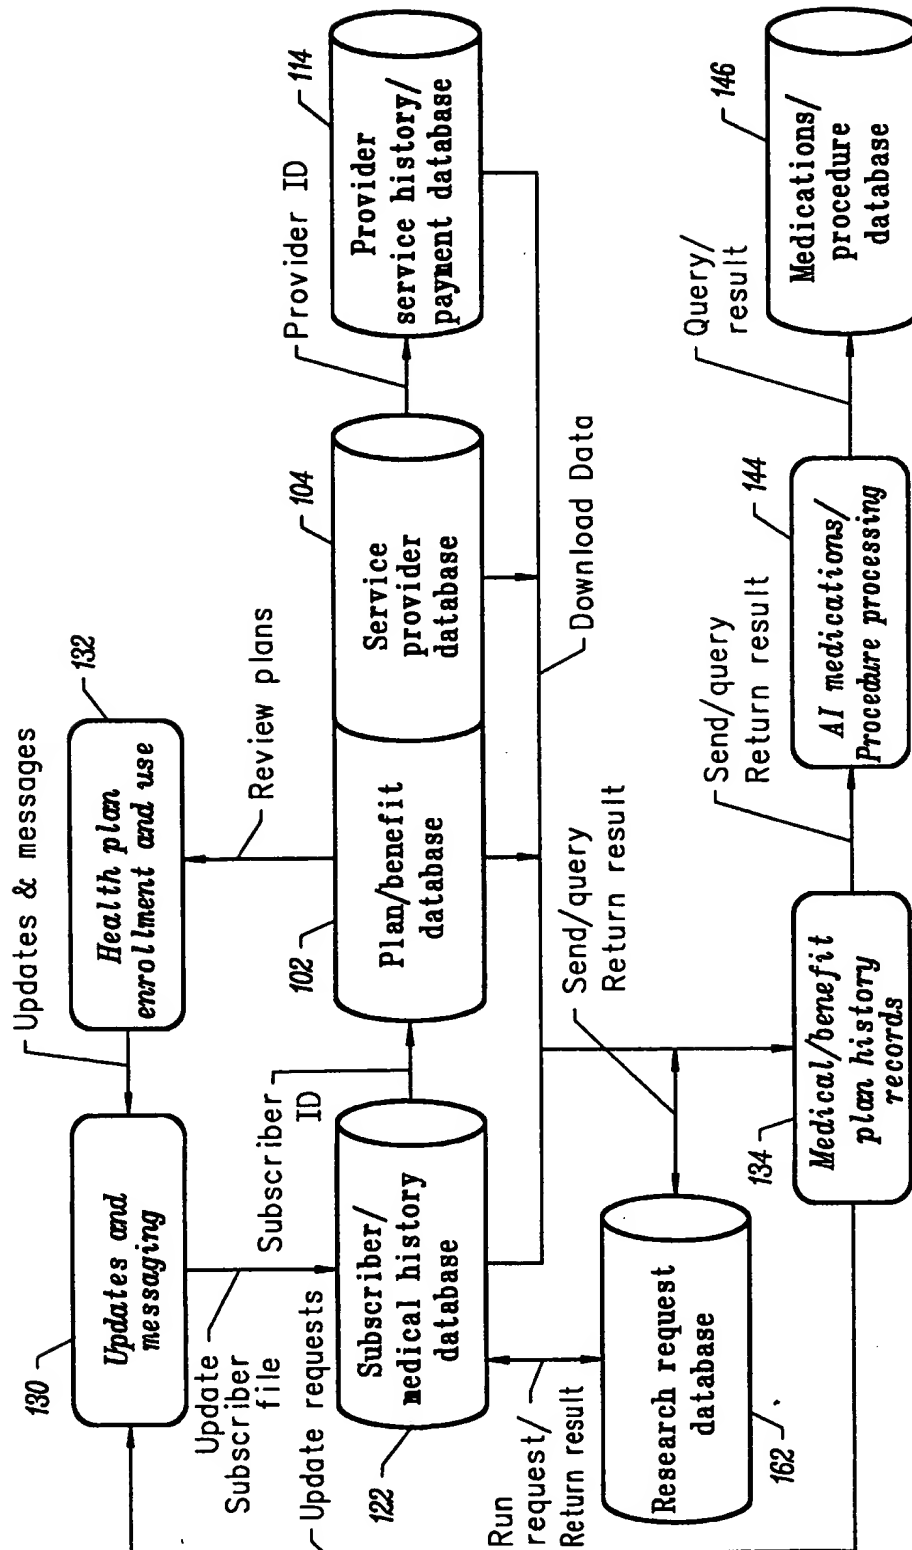 Updates & messages
130
Updates and
messaging
Health plan
enrollment and use
132
Update
Subscriber
file
Review plans
Update requests
Subscriber
ID
Provider ID
122
Subscriber/
medical history
database
102
Plan/benefit
database
Service
provider
database
104
Provider
service history/
payment database
114
Run
request/
Return result
Send/query
Return result
Download Data
Research request
database
162
134
Medical/benefit
plan history
records
Send/query
Return result
AI medications/
Procedure processing
144
Query/
result
Medications/
procedure
database
146